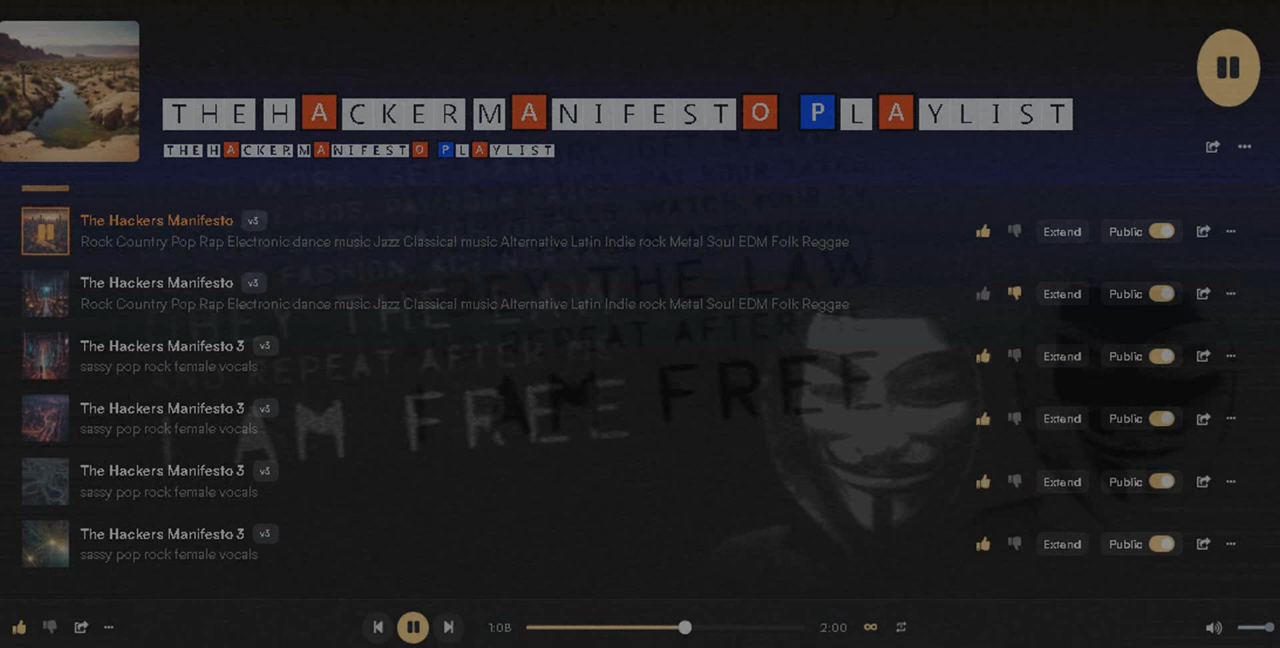 THE HACKER MANIFESTO PLAYLIST
THE HACKER MANIFESTO PLAYLIST
The Hackers Manifesto v3
Rock Country Pop Rap Electronic dance music Jazz Classical music Alternative Latin Indie rock Metal Soul EDM Folk Reggae
Extend Public
The Hackers Manifesto v3
Rock Country Pop Rap Electronic dance music Jazz Classical music Alternative Latin Indie rock Metal Soul EDM Folk Reggae
Extend Public
OBEY THE LAW
The Hackers Manifesto 3 v3
sassy pop rock female vocals
Extend Public
REPEAT AFTER
I AM FREE
The Hackers Manifesto 3 v3
sassy pop rock female vocals
Extend Public
The Hackers Manifesto 3 v3
sassy pop rock female vocals
Extend Public
The Hackers Manifesto 3 v3
sassy pop rock female vocals
Extend Public
1:08 2:00